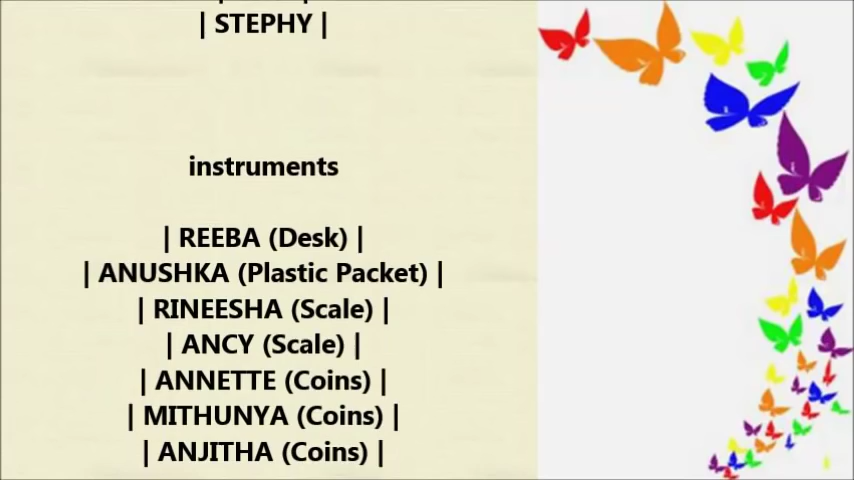 | STEPHY |
instruments
| REEBA (Desk) |
| ANUSHKA (Plastic Packet) |
| RINEESHA (Scale) |
| ANCY (Scale) |
| ANNETTE (Coins) |
| MITHUNYA (Coins) |
| ANJITHA (Coins) |